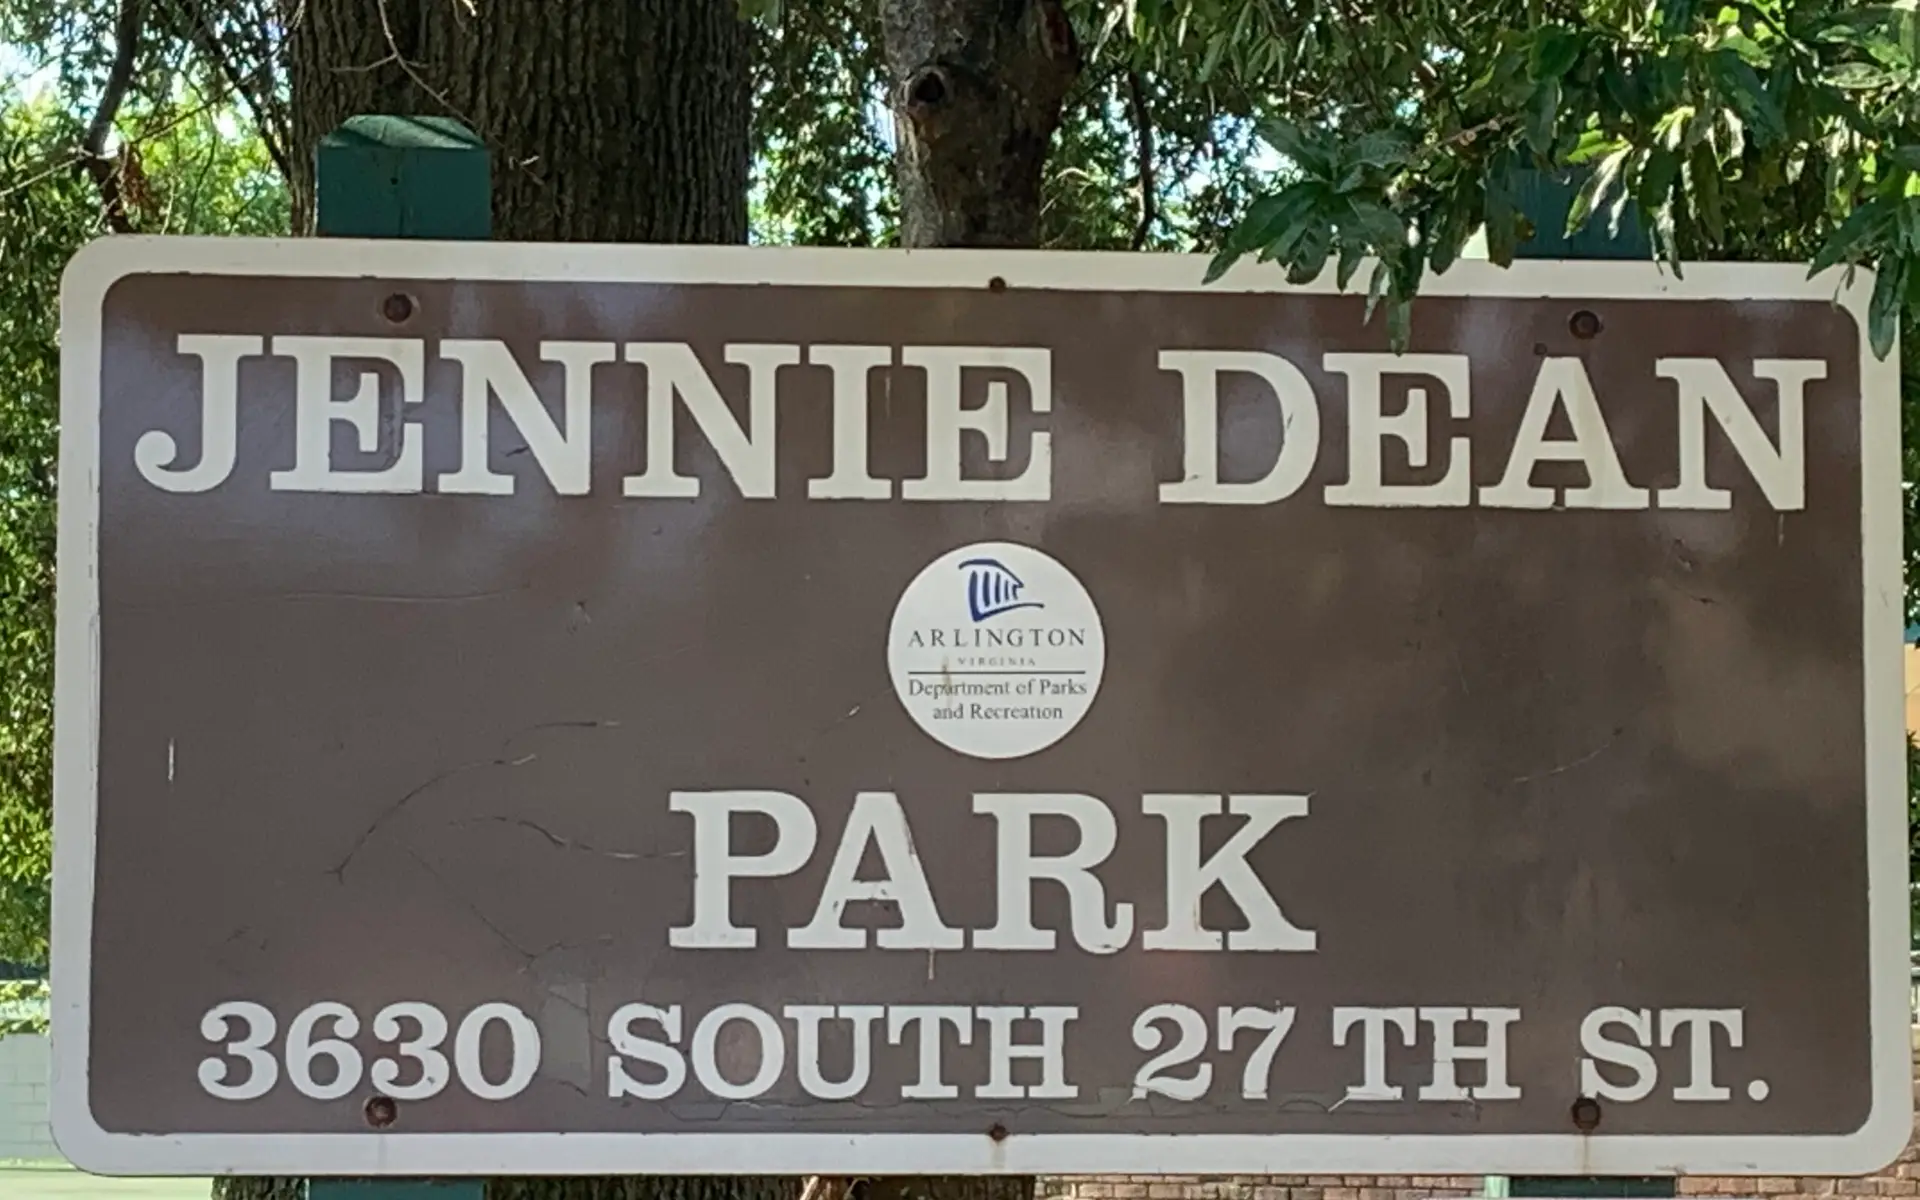 JENNIE DEAN
ARLINGTON
VIRGINIA
Department of Parks
and Recreation
PARK
3630 SOUTH 27 TH ST.